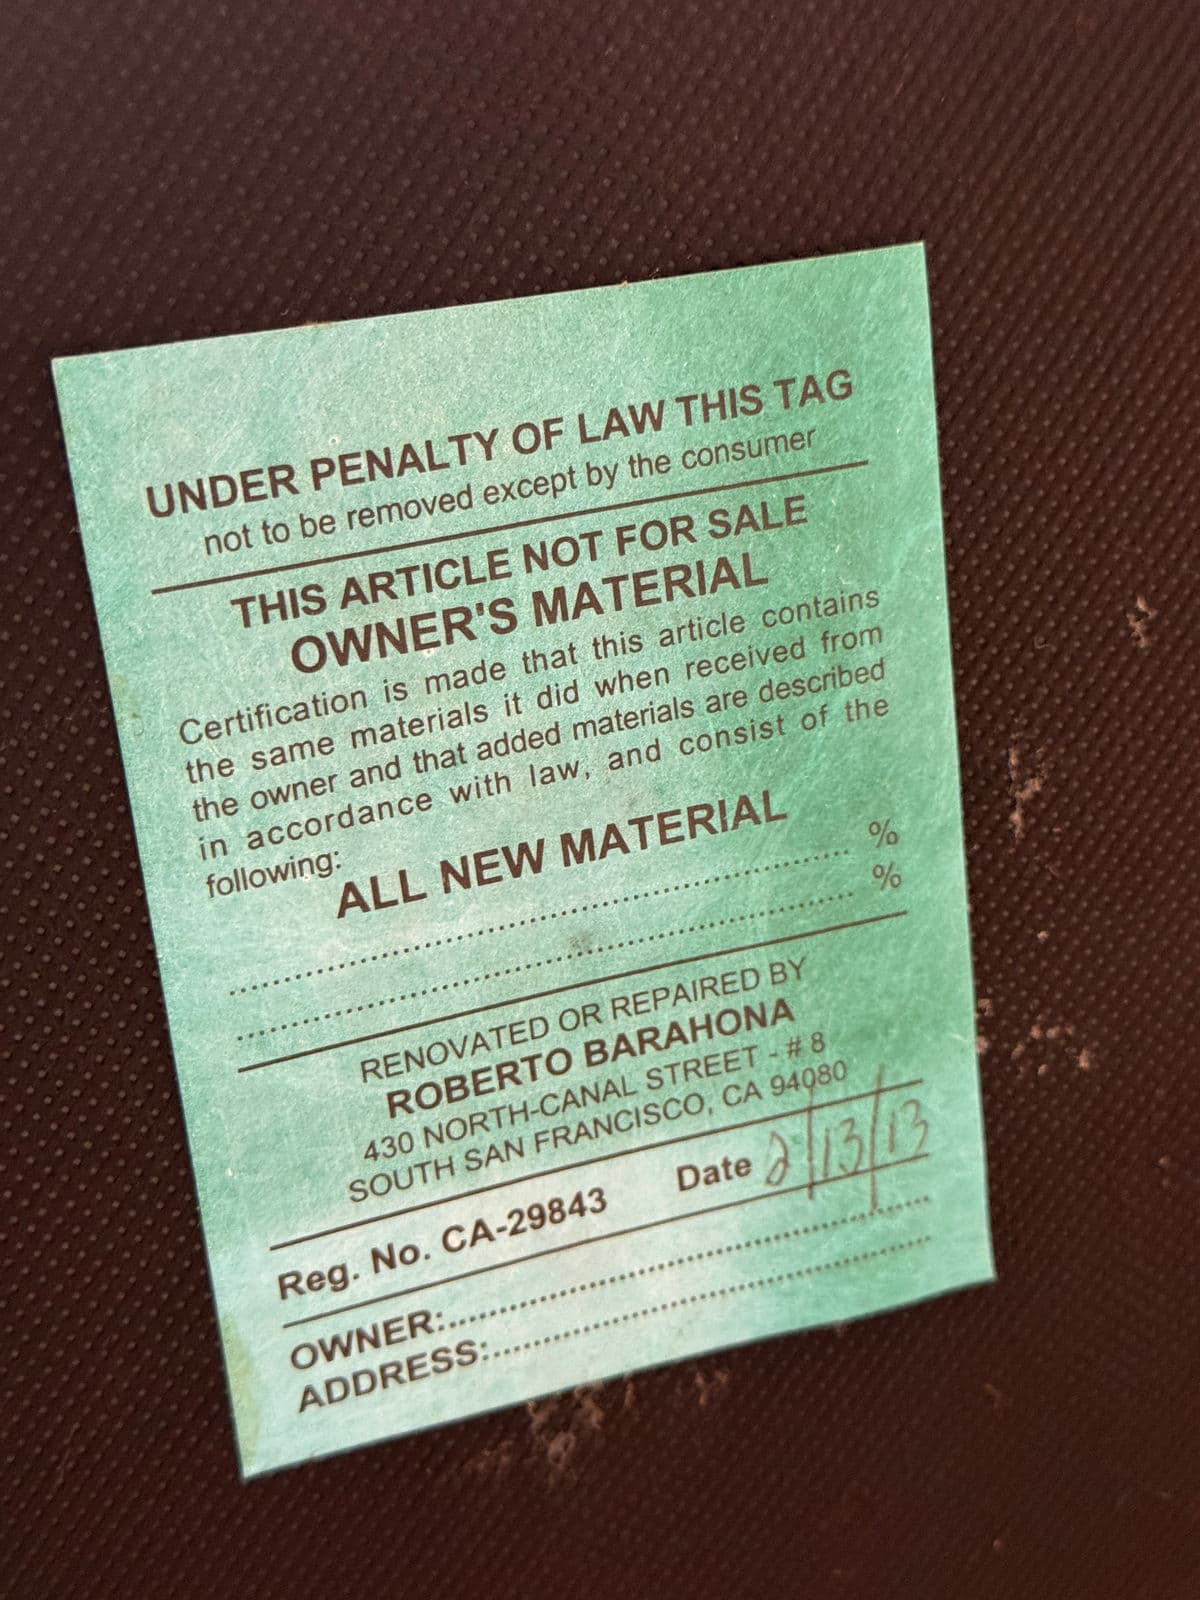 UNDER PENALTY OF LAW THIS TAG
not to be removed except by the consumer
THIS ARTICLE NOT FOR SALE
OWNER'S MATERIAL
Certification is made that this article contains
the same materials it did when received from
the owner and that added materials are described
in accordance with law, and consist of the
following:
ALL NEW MATERIAL
........................................ %
........................................ %
RENOVATED OR REPAIRED BY
ROBERTO BARAHONA
430 NORTH-CANAL STREET - # 8
SOUTH SAN FRANCISCO, CA 94080
Reg. No. CA-29843 Date 2/13/13
OWNER:........................................
ADDRESS:........................................